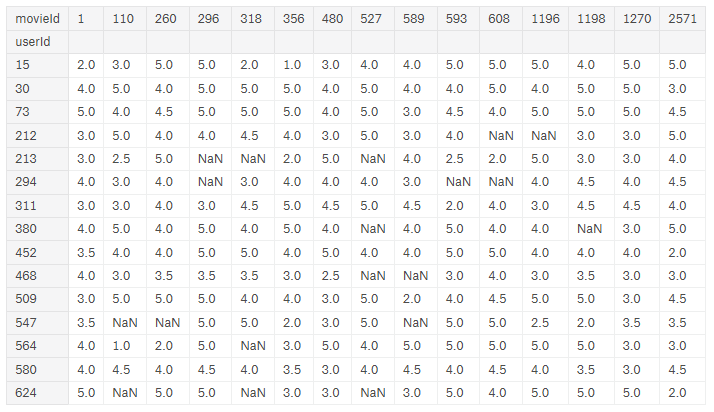 movieId 1 110 260 296 318 356 480 527 589 593 608 1196 1198 1270 2571
userId
15 2.0 3.0 5.0 5.0 2.0 1.0 3.0 4.0 4.0 5.0 5.0 5.0 4.0 5.0 5.0
30 4.0 5.0 4.0 5.0 5.0 5.0 4.0 5.0 4.0 4.0 5.0 4.0 5.0 5.0 3.0
73 5.0 4.0 4.5 5.0 5.0 5.0 4.0 5.0 3.0 4.5 4.0 5.0 5.0 5.0 4.5
212 3.0 5.0 4.0 4.0 4.5 4.0 3.0 5.0 3.0 4.0 NaN NaN 3.0 3.0 5.0
213 3.0 2.5 5.0 NaN NaN 2.0 5.0 NaN 4.0 2.5 2.0 5.0 3.0 3.0 4.0
294 4.0 3.0 4.0 NaN 3.0 4.0 4.0 4.0 3.0 NaN NaN 4.0 4.5 4.0 4.5
311 3.0 3.0 4.0 3.0 4.5 5.0 4.5 5.0 4.5 2.0 4.0 3.0 4.5 4.5 4.0
380 4.0 5.0 4.0 5.0 4.0 5.0 4.0 NaN 4.0 5.0 4.0 4.0 NaN 3.0 5.0
452 3.5 4.0 4.0 5.0 5.0 4.0 5.0 4.0 4.0 5.0 5.0 4.0 4.0 4.0 2.0
468 4.0 3.0 3.5 3.5 3.5 3.0 2.5 NaN NaN 3.0 4.0 3.0 3.5 3.0 3.0
509 3.0 5.0 5.0 5.0 4.0 4.0 3.0 5.0 2.0 4.0 4.5 5.0 5.0 3.0 4.5
547 3.5 NaN NaN 5.0 5.0 2.0 3.0 5.0 NaN 5.0 5.0 2.5 2.0 3.5 3.5
564 4.0 1.0 2.0 5.0 NaN 3.0 5.0 4.0 5.0 5.0 5.0 5.0 5.0 3.0 3.0
580 4.0 4.5 4.0 4.5 4.0 3.5 3.0 4.0 4.5 4.0 4.5 4.0 3.5 3.0 4.5
624 5.0 NaN 5.0 5.0 NaN 3.0 3.0 NaN 3.0 5.0 4.0 5.0 5.0 5.0 2.0